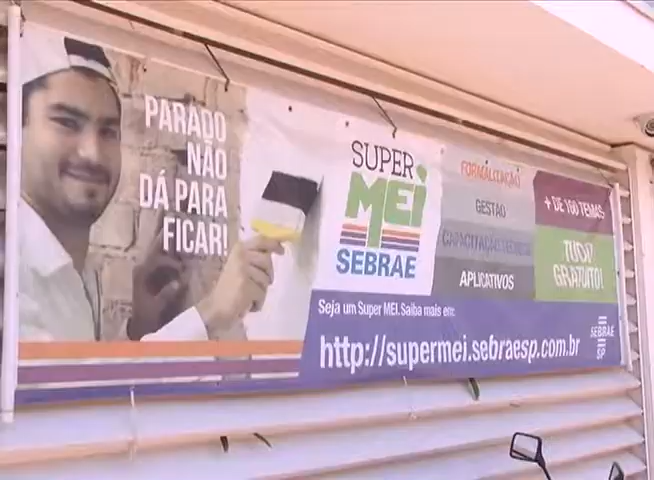 PARADO
NÃO
DÁ PARA
FICAR!
SUPER
MEI
SEBRAE
FORMALIZAÇÃO
GESTÃO
CAPACITAÇÃO TÉCNICA
APLICATIVOS
+ DE 160 TEMAS
TUDO
GRATUITO!
Seja um Super MEI. Saiba mais em:
http://supermei.sebraesp.com.br
SEBRAE
SP